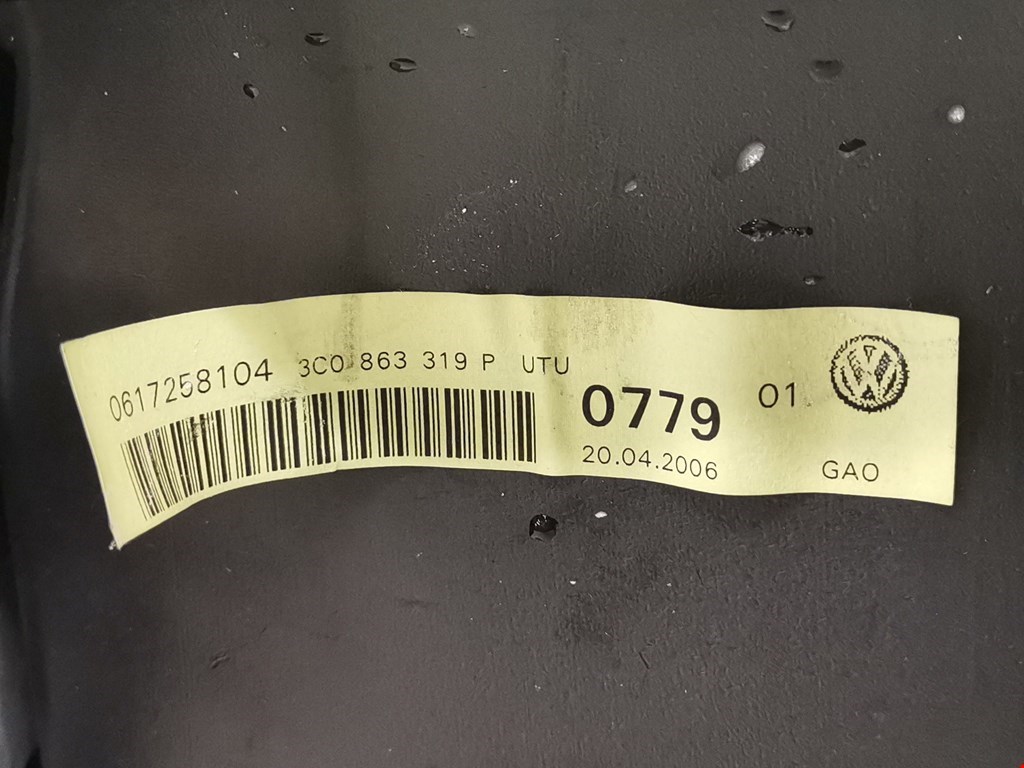 0617258104 3C0 863 319 P UTU
0779 01
20.04.2006
GAO